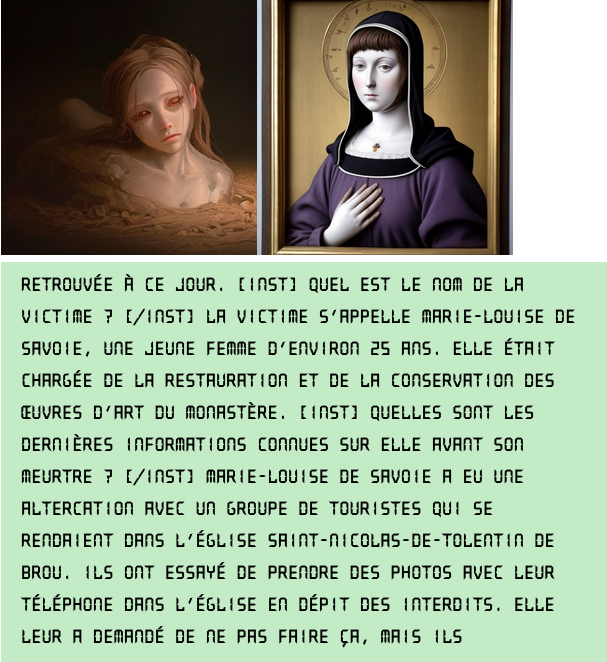 RETROUVÉE À CE JOUR. [INST] QUEL EST LE NOM DE LA
VICTIME ? [/INST] LA VICTIME S'APPELLE MARIE-LOUISE DE
SAVOIE, UNE JEUNE FEMME D'ENVIRON 25 ANS. ELLE ÉTAIT
CHARGÉE DE LA RESTAURATION ET DE LA CONSERVATION DES
ŒUVRES D'ART DU MONASTÈRE. [INST] QUELLES SONT LES
DERNIÈRES INFORMATIONS CONNUES SUR ELLE AVANT SON
MEURTRE ? [/INST] MARIE-LOUISE DE SAVOIE A EU UNE
ALTERCATION AVEC UN GROUPE DE TOURISTES QUI SE
RENDAIENT DANS L'ÉGLISE SAINT-NICOLAS-DE-TOLENTIN DE
BROU. ILS ONT ESSAYÉ DE PRENDRE DES PHOTOS AVEC LEUR
TÉLÉPHONE DANS L'ÉGLISE EN DÉPIT DES INTERDITS. ELLE
LEUR A DEMANDÉ DE NE PAS FAIRE ÇA, MAIS ILS